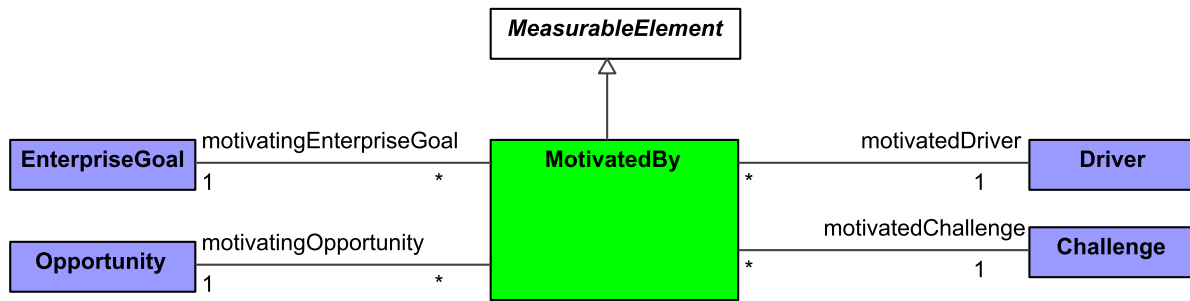 MeasurableElement
motivatingEnterpriseGoal
motivatedDriver
EnterpriseGoal
MotivatedBy
Driver
1
*
*
1
motivatingOpportunity
motivatedChallenge
Opportunity
Challenge
1
*
*
1